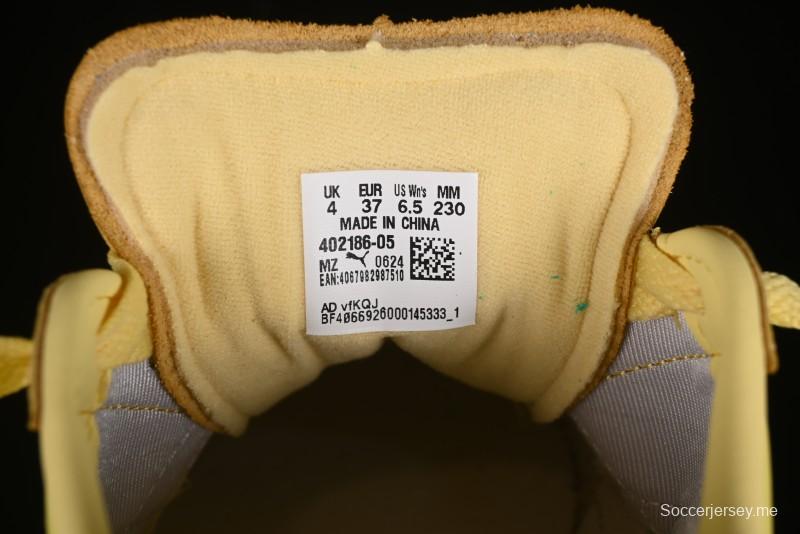 UK EUR US Wn's MM
4 37 6.5 230
MADE IN CHINA
402186-05
MZ 0624
EAN:4067982987510
AD vfKQJ
BF4066926000145333_1
Soccerjersey.me